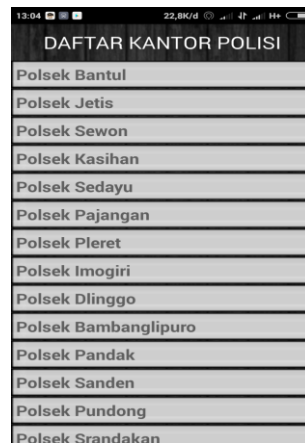 13:04 22,8K/d H+
DAFTAR KANTOR POLISI
Polsek Bantul
Polsek Jetis
Polsek Sewon
Polsek Kasihan
Polsek Sedayu
Polsek Pajangan
Polsek Pleret
Polsek Imogiri
Polsek Dlinggo
Polsek Bambanglipuro
Polsek Pandak
Polsek Sanden
Polsek Pundong
Polsek Srandakan